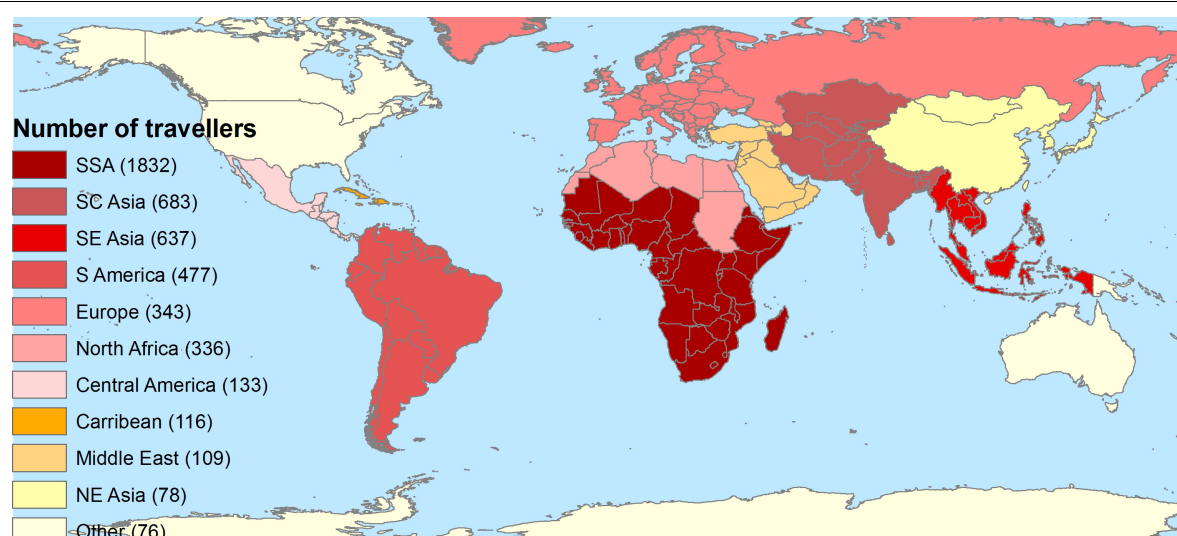 Number of travellers
SSA (1832)
SC Asia (683)
SE Asia (637)
S America (477)
Europe (343)
North Africa (336)
Central America (133)
Carribean (116)
Middle East (109)
NE Asia (78)
Other (76)